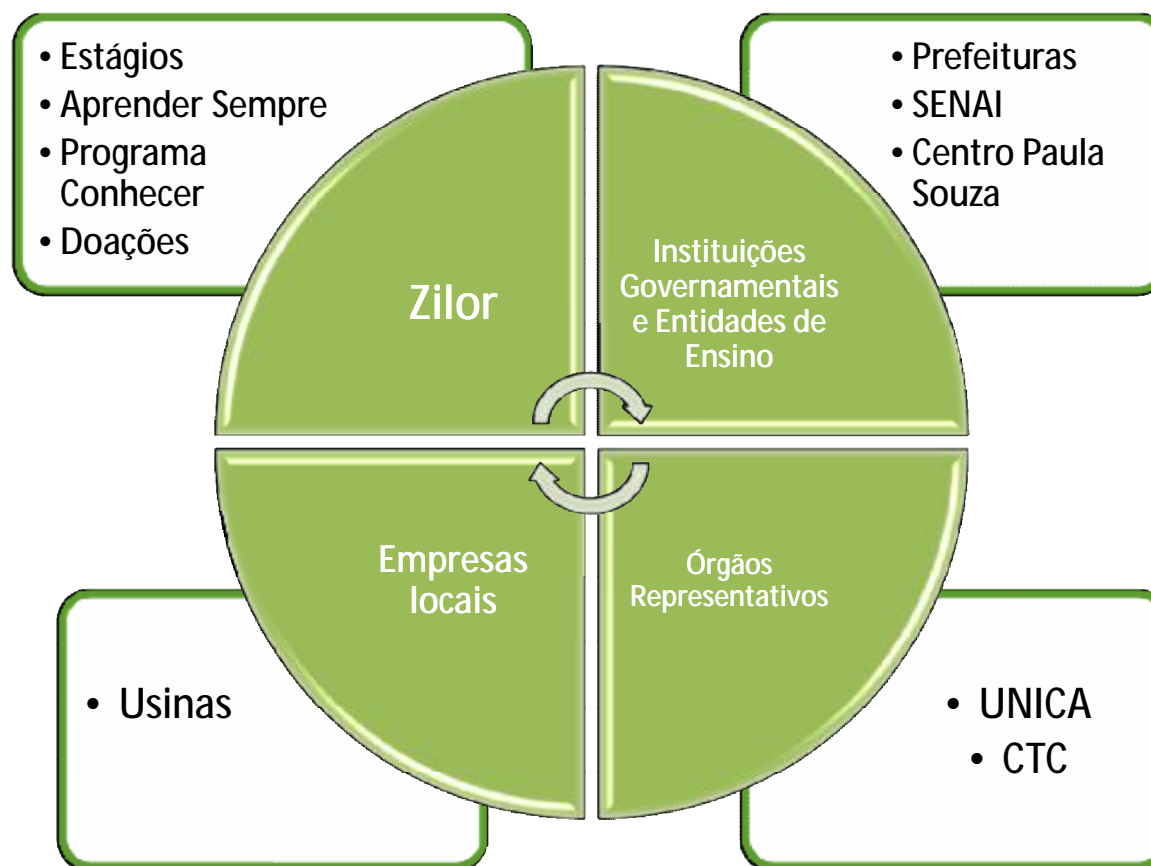 • Estágios
• Aprender Sempre
• Programa
Conhecer
• Doações
• Prefeituras
• SENAI
• Centro Paula
Souza
Zilor
Instituições
Governamentais
e Entidades de
Ensino
Empresas
locais
Órgãos
Representativos
• Usinas
• UNICA
• CTC